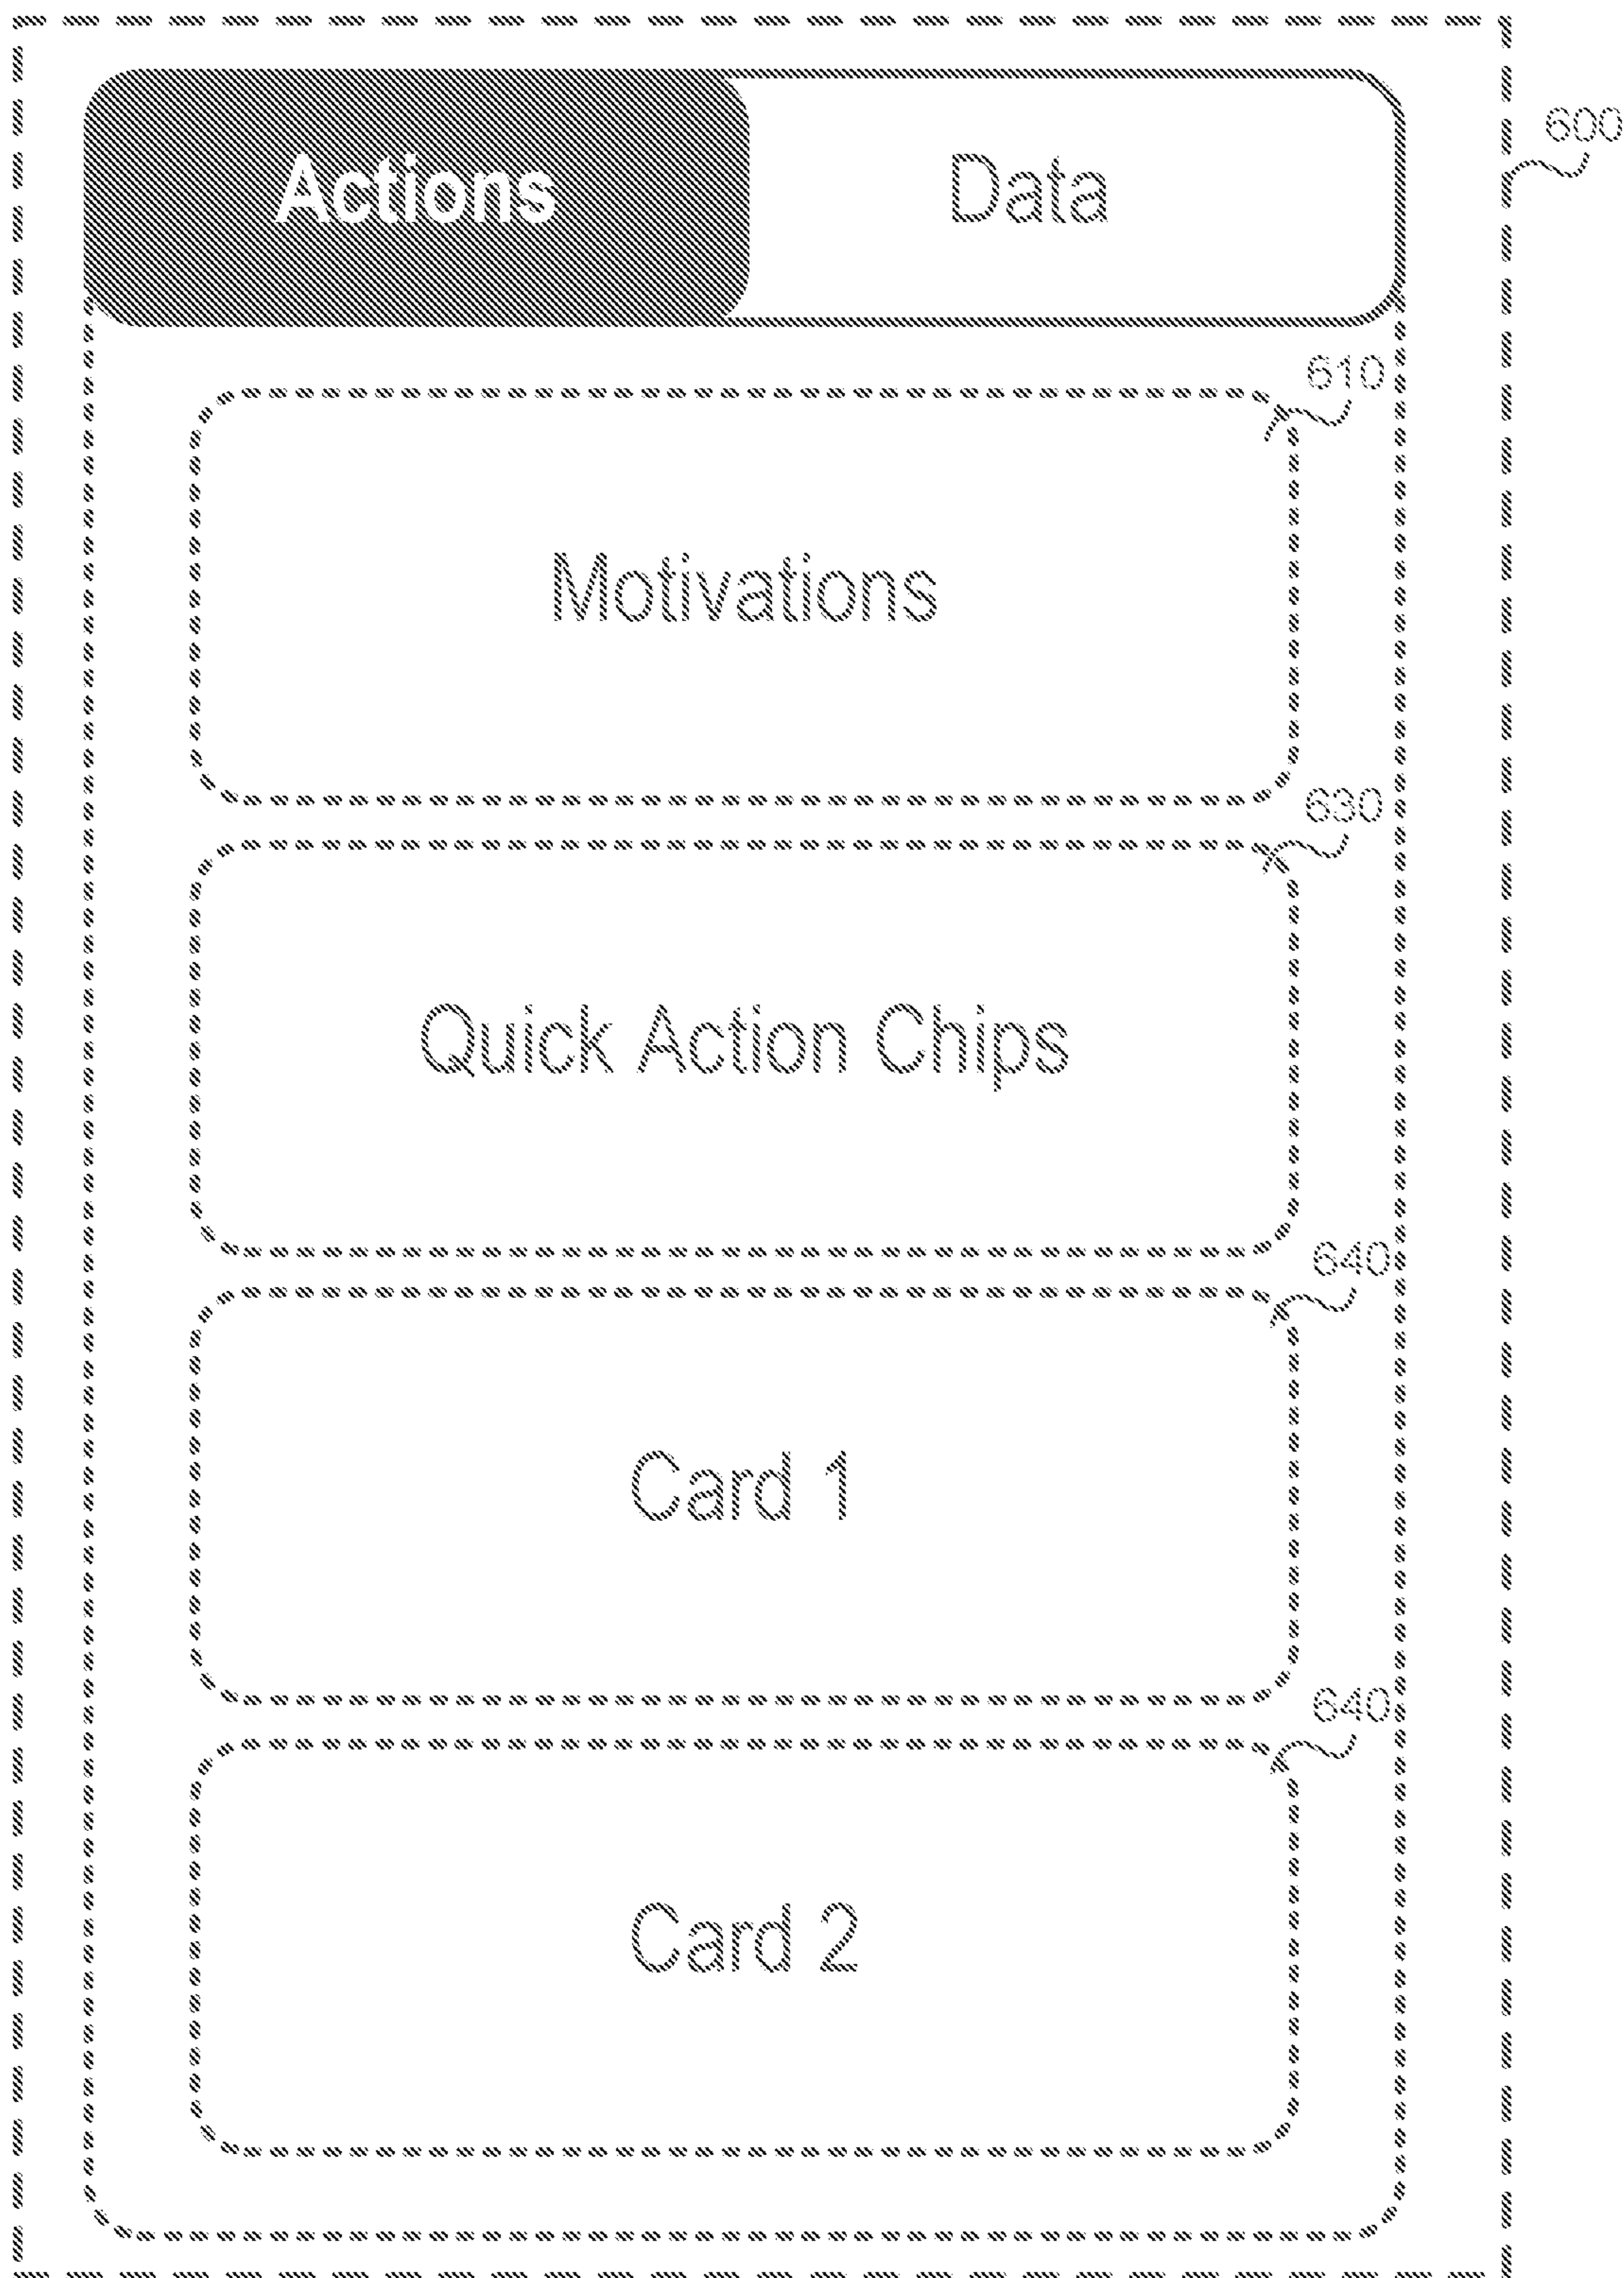 600
Actions Data
610
Motivations
630
Quick Action Chips
640
Card 1
640
Card 2